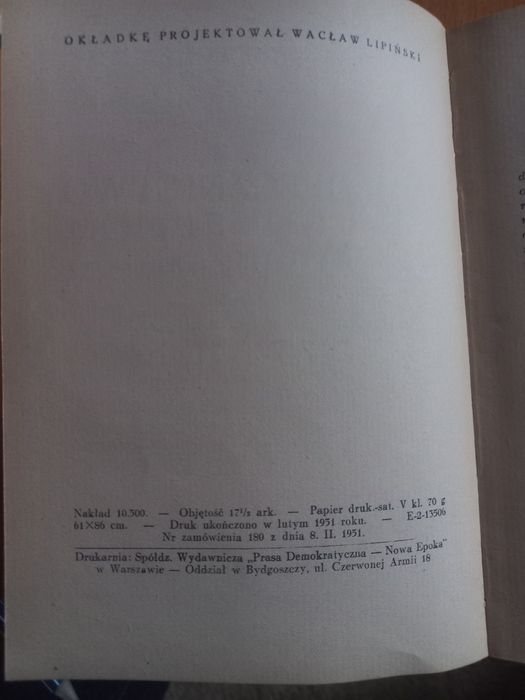 OKŁADKĘ PROJEKTOWAŁ WACŁAW LIPIŃSKI
Nakład 10.300. — Objętość 17¹/₂ ark. — Papier druk.-sat. V kl. 70 g
61×86 cm. — Druk ukończono w lutym 1951 roku. — E-2-13506
Nr zamówienia 180 z dnia 8. II. 1951.
Drukarnia: Spółdz. Wydawnicza „Prasa Demokratyczna — Nowa Epoka"
w Warszawie — Oddział w Bydgoszczy, ul. Czerwonej Armii 18